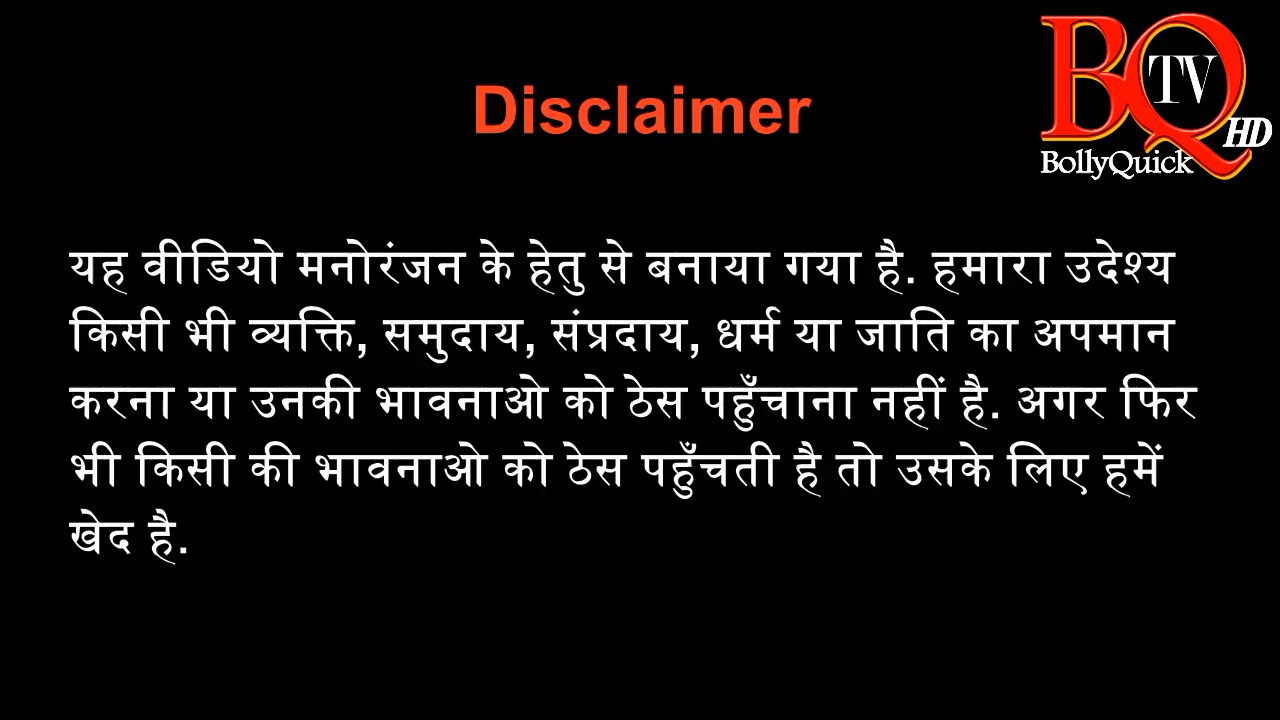 Disclaimer
BQ
TV
HD
BollyQuick
यह वीडियो मनोरंजन के हेतु से बनाया गया है. हमारा उदेश्य
किसी भी व्यक्ति, समुदाय, संप्रदाय, धर्म या जाति का अपमान
करना या उनकी भावनाओ को ठेस पहुँचाना नहीं है. अगर फिर
भी किसी की भावनाओ को ठेस पहुँचती है तो उसके लिए हमें
खेद है.